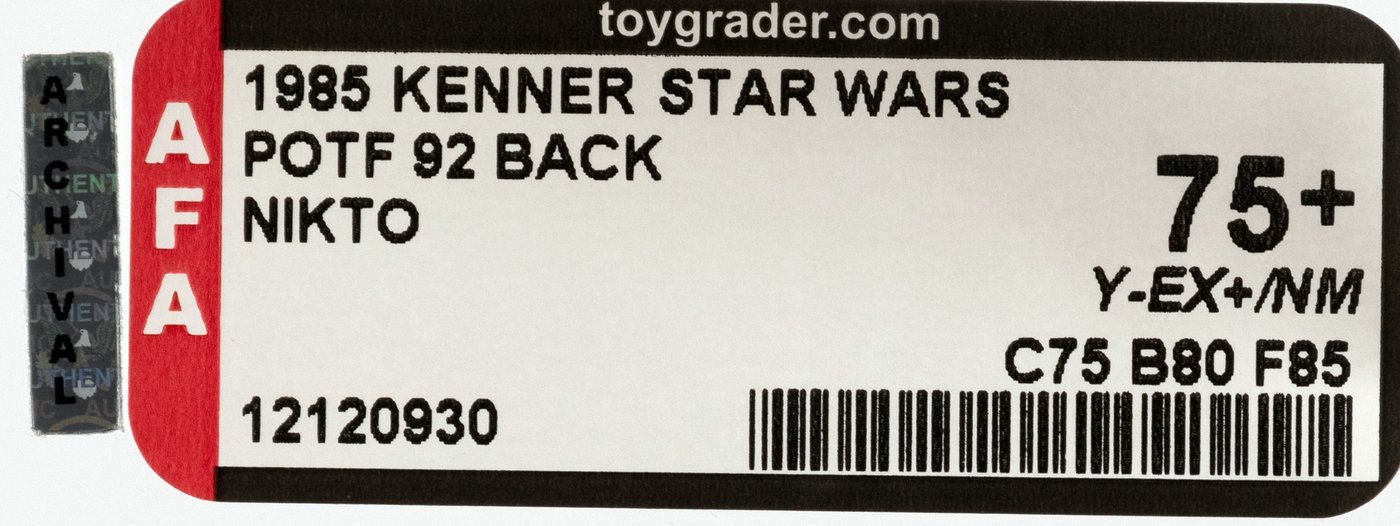 toygrader.com
ARCHIVAL
AFA
1985 KENNER STAR WARS
POTF 92 BACK
NIKTO
75+
Y-EX+/NM
C75 B80 F85
12120930